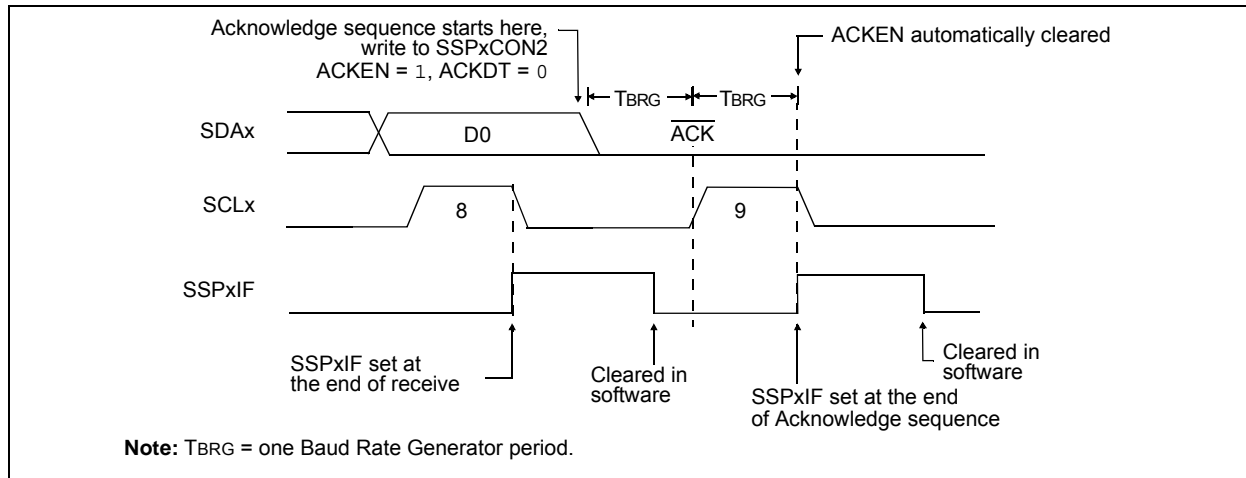 Acknowledge sequence starts here,
write to SSPxCON2
ACKEN = 1, ACKDT = 0
ACKEN automatically cleared
TBRG
TBRG
SDAx
D0
ACK
SCLx
8
9
SSPxIF
SSPxIF set at
the end of receive
Cleared in
software
SSPxIF set at the end
of Acknowledge sequence
Cleared in
software
Note: TBRG = one Baud Rate Generator period.